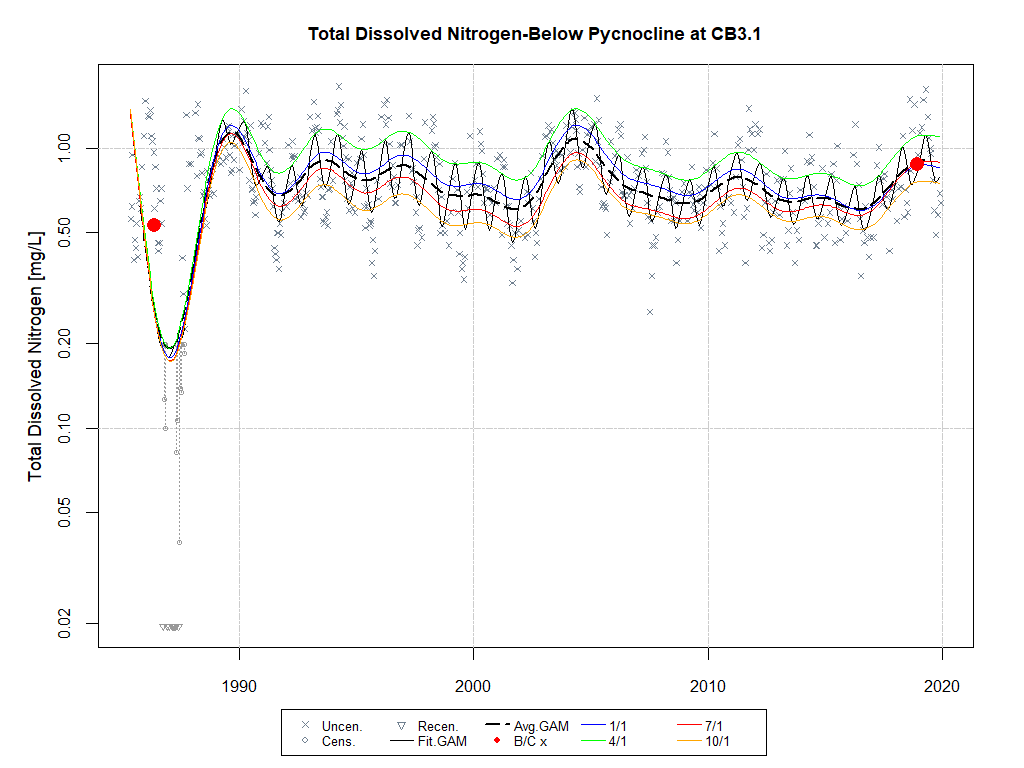 Total Dissolved Nitrogen-Below Pycnocline at CB3.1
Total Dissolved Nitrogen [mg/L]
1.00
0.50
0.20
0.10
0.05
0.02
1990 2000 2010 2020
Uncen. Recen. Avg.GAM 1/1 7/1
Cens. Fit.GAM B/C x 4/1 10/1